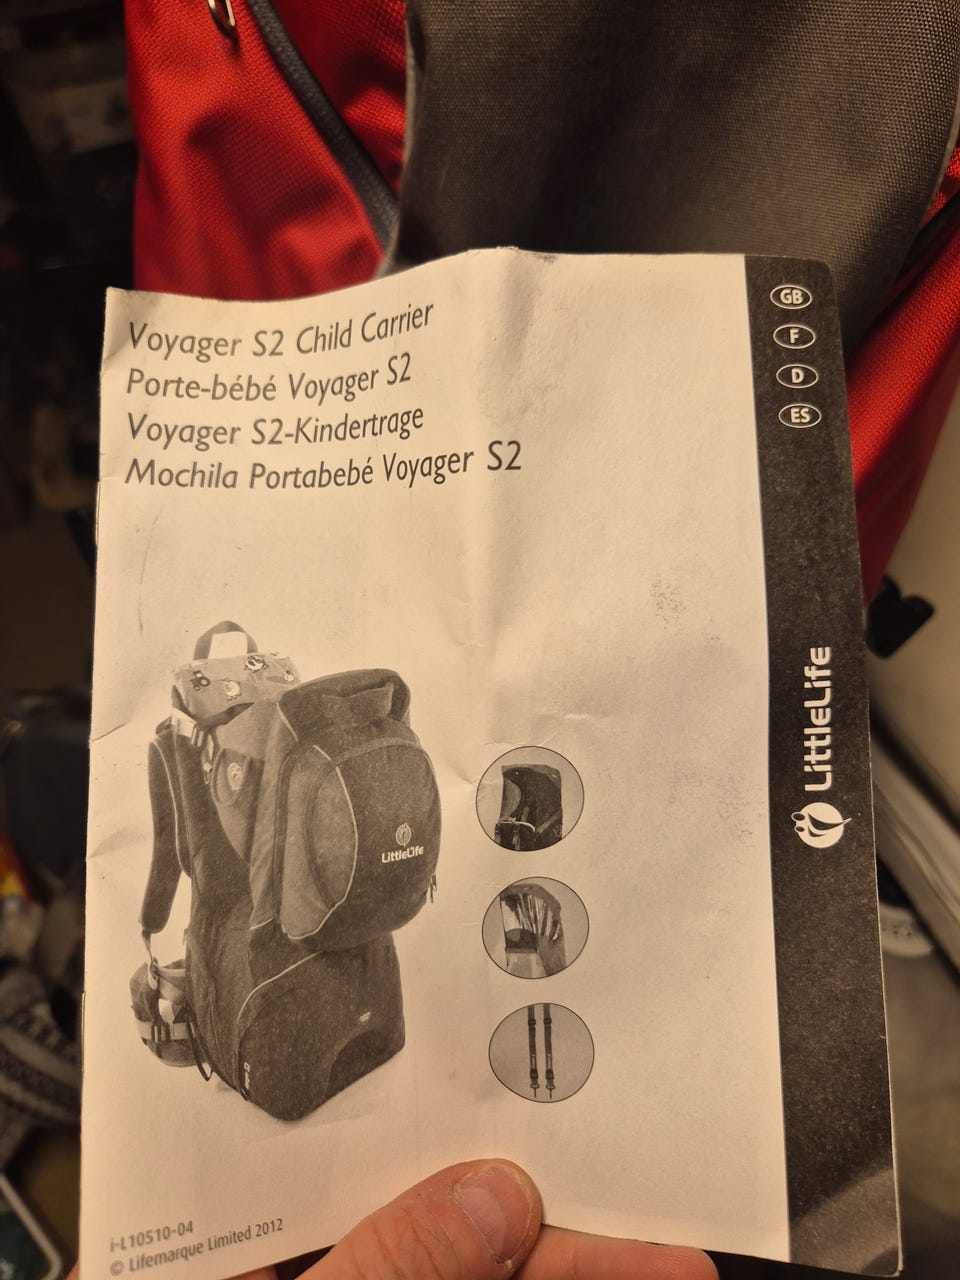 Voyager S2 Child Carrier
Porte-bébé Voyager S2
Voyager S2-Kindertrage
Mochila Portabebé Voyager S2
GB
F
D
ES
LittleLife
LittleLife
i-L10510-04
© Lifemarque Limited 2012